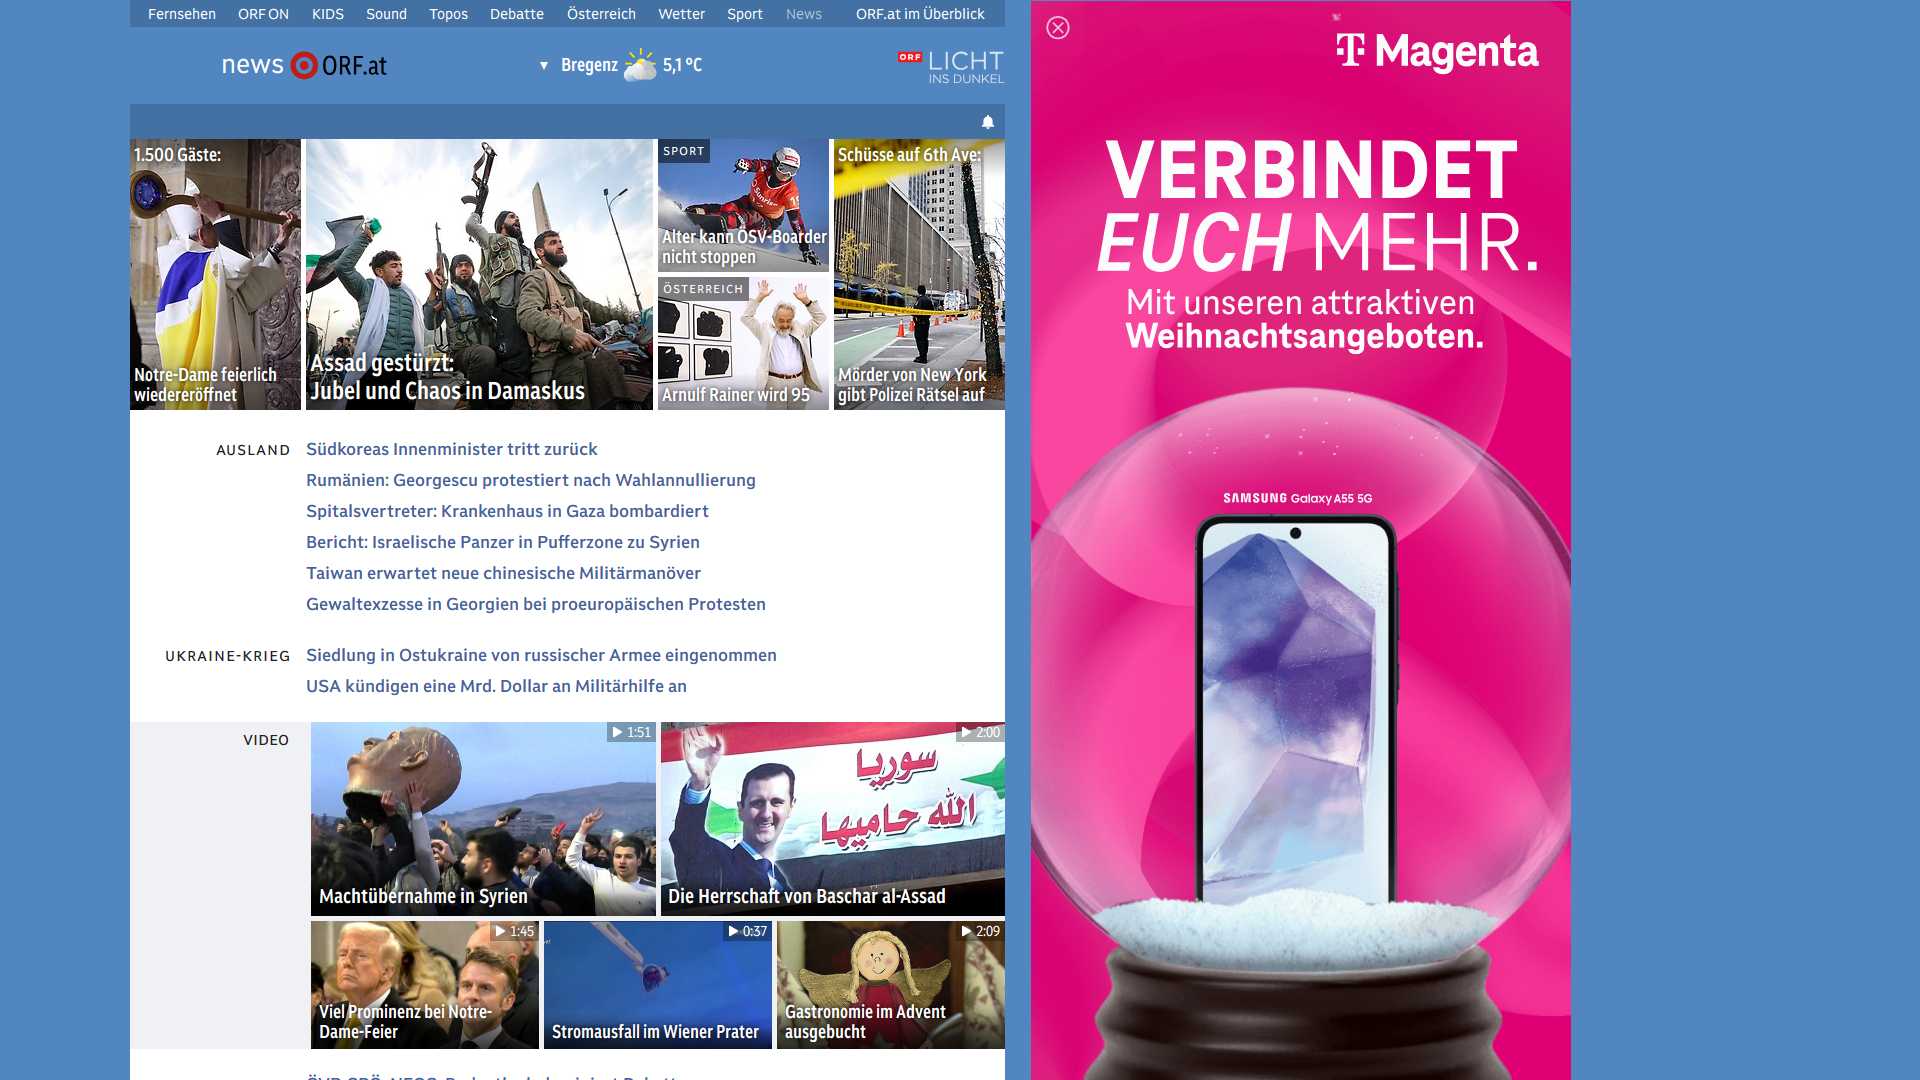 Fernsehen ORF ON KIDS Sound Topos Debatte Österreich Wetter Sport News ORF.at im Überblick
news ORF.at
Bregenz 5,1 °C
ORF LICHT
INS DUNKEL
1.500 Gäste:
Notre-Dame feierlich
wiedereröffnet
Assad gestürzt:
Jubel und Chaos in Damaskus
SPORT
Alter kann ÖSV-Boarder
nicht stoppen
ÖSTERREICH
Arnulf Rainer wird 95
Schüsse auf 6th Ave:
Mörder von New York
gibt Polizei Rätsel auf
AUSLAND
Südkoreas Innenminister tritt zurück
Rumänien: Georgescu protestiert nach Wahlannullierung
Spitalsvertreter: Krankenhaus in Gaza bombardiert
Bericht: Israelische Panzer in Pufferzone zu Syrien
Taiwan erwartet neue chinesische Militärmanöver
Gewaltexzesse in Georgien bei proeuropäischen Protesten
UKRAINE-KRIEG
Siedlung in Ostukraine von russischer Armee eingenommen
USA kündigen eine Mrd. Dollar an Militärhilfe an
VIDEO
1:51
Machtübernahme in Syrien
2:00
سوريا
الله حاميها
Die Herrschaft von Baschar al-Assad
1:45
Viel Prominenz bei Notre-
Dame-Feier
0:37
Stromausfall im Wiener Prater
2:09
Gastronomie im Advent
ausgebucht
T Magenta
VERBINDET
EUCH MEHR.
Mit unseren attraktiven
Weihnachtsangeboten.
SAMSUNG Galaxy A55 5G